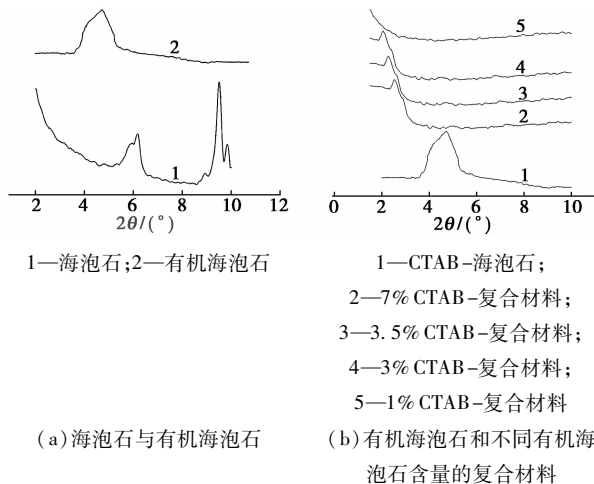 2
1
2 4 6 8 10 12
2θ/(°)
1—海泡石;2—有机海泡石
(a)海泡石与有机海泡石
5
4
3
2
1
0 2 4 6 8 10
2θ/(°)
1—CTAB-海泡石;
2—7% CTAB-复合材料;
3—3.5% CTAB-复合材料;
4—3% CTAB-复合材料;
5—1% CTAB-复合材料
(b)有机海泡石和不同有机海
泡石含量的复合材料